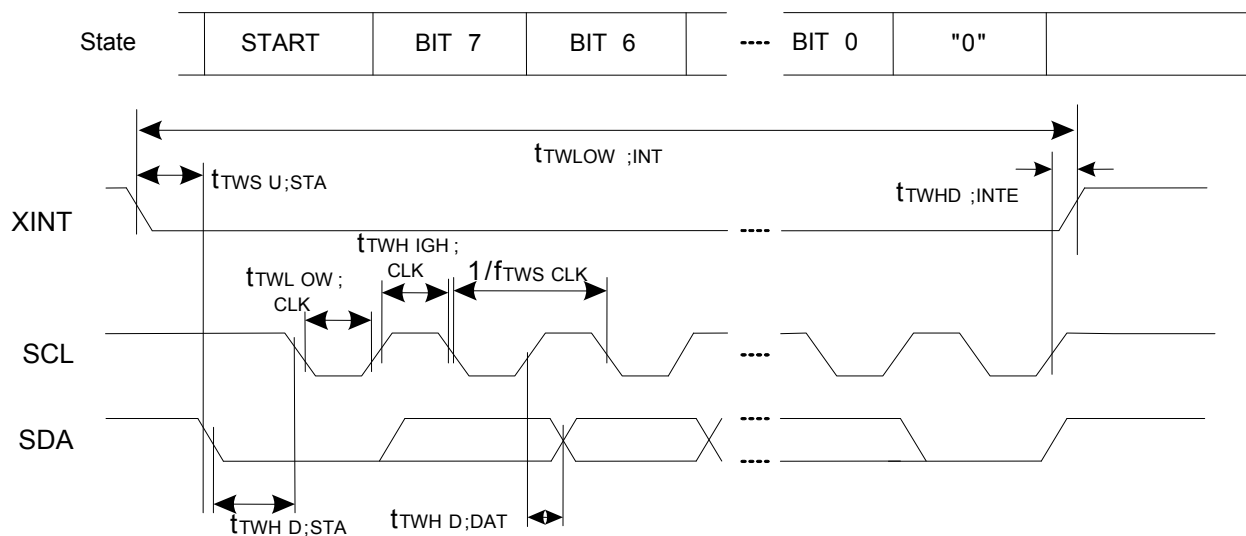 State START BIT 7 BIT 6 ---- BIT 0 "0"
tTWLOW ;INT
tTWS U;STA
tTWHD ;INTE
XINT
----
tTWH IGH ;
CLK
1/fTWS CLK
tTWL OW ;
CLK
SCL
----
SDA
----
----
tTWH D;STA
tTWH D;DAT